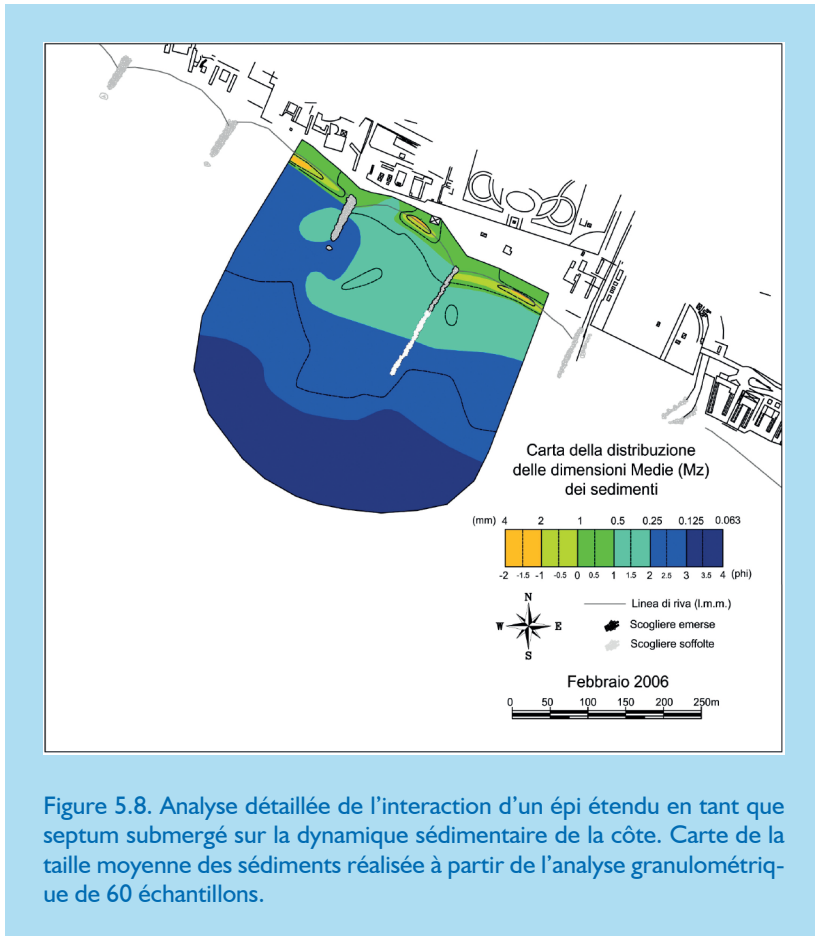 Carta della distribuzione
delle dimensioni Medie (Mz)
dei sedimenti
(mm) 4 2 1 0.5 0.25 0.125 0.063
-2 -1.5 -1 -0.5 0 0.5 1 1.5 2 2.5 3 3.5 4 (phi)
N
W E
S
Linea di riva (l.m.m.)
Scogliere emerse
Scogliere soffolte
Febbraio 2006
0 50 100 150 200 250m
Figure 5.8. Analyse détaillée de l’interaction d’un épi étendu en tant que
septum submergé sur la dynamique sédimentaire de la côte. Carte de la
taille moyenne des sédiments réalisée à partir de l’analyse granulométriq-
ue de 60 échantillons.